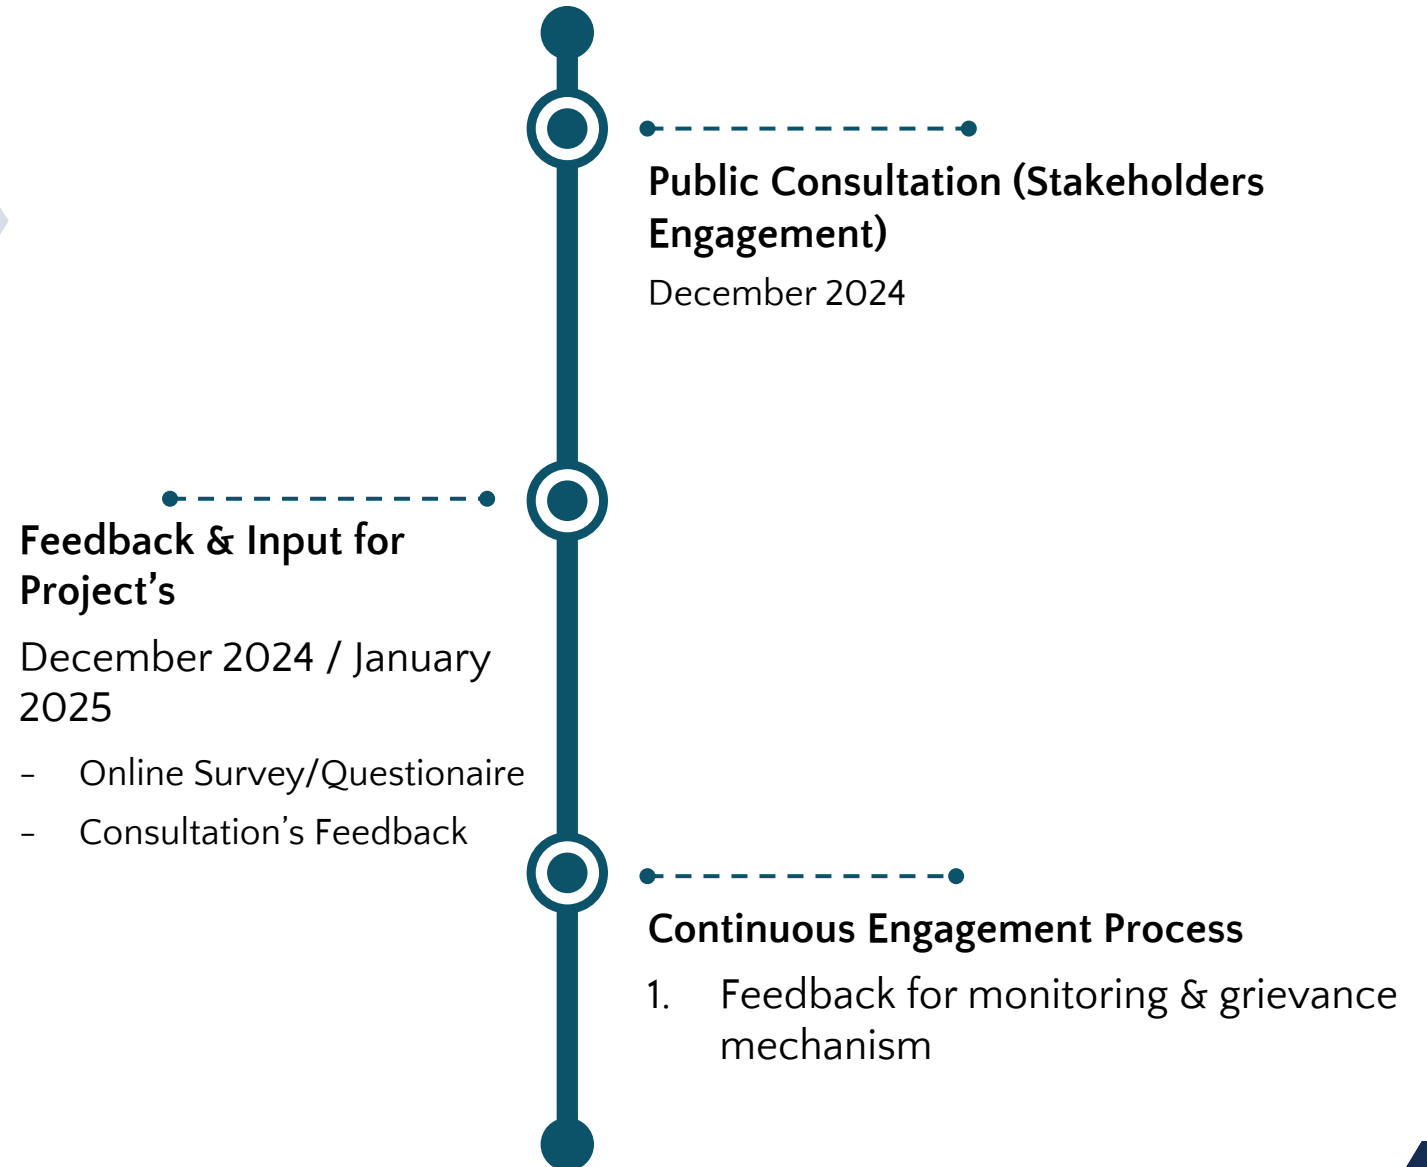 Public Consultation (Stakeholders
Engagement)
December 2024
Feedback & Input for
Project’s
December 2024 / January
2025
- Online Survey/Questionaire
- Consultation’s Feedback
Continuous Engagement Process
1. Feedback for monitoring & grievance
mechanism